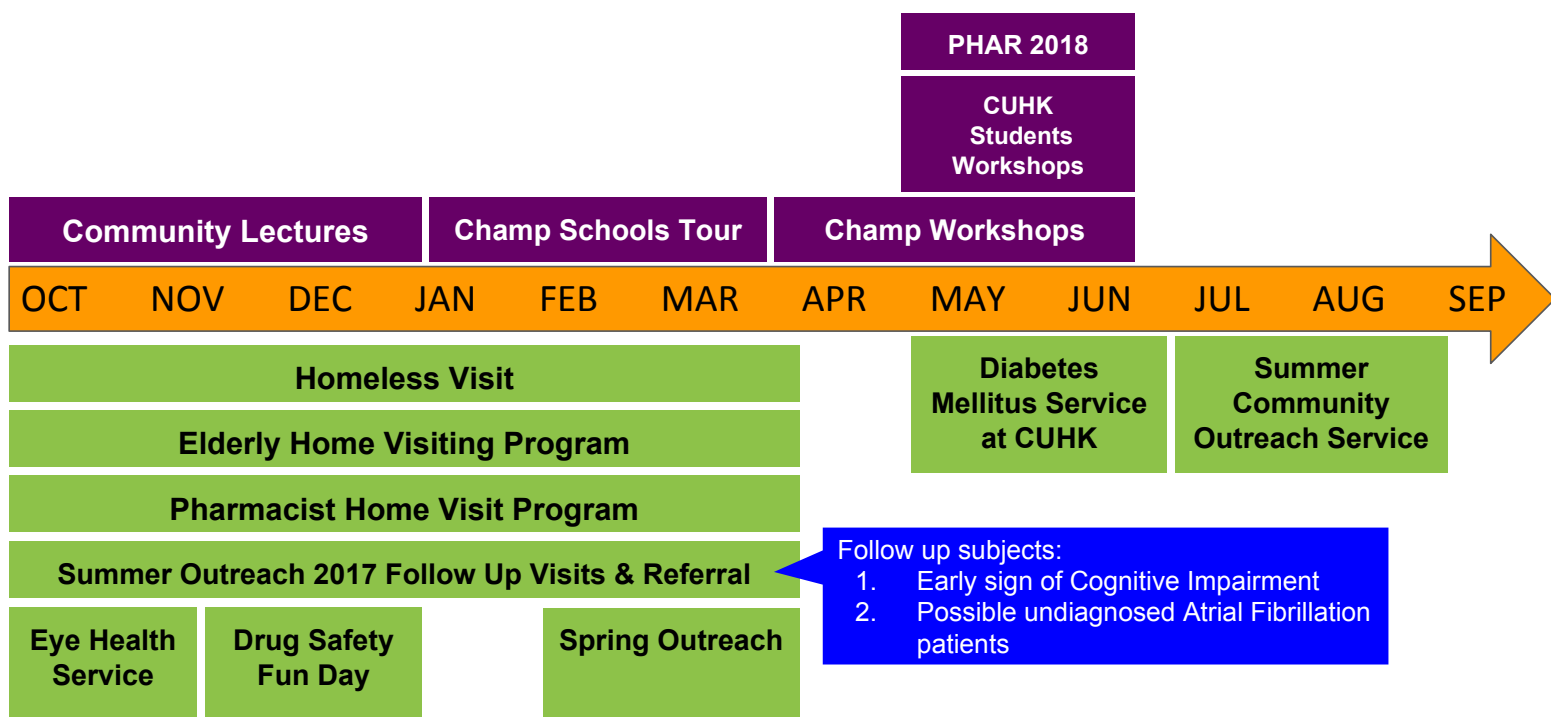 PHAR 2018
CUHK
Students
Workshops
Community Lectures
Champ Schools Tour
Champ Workshops
OCT NOV DEC JAN FEB MAR APR MAY JUN JUL AUG SEP
Homeless Visit
Elderly Home Visiting Program
Pharmacist Home Visit Program
Summer Outreach 2017 Follow Up Visits & Referral
Eye Health
Service
Drug Safety
Fun Day
Spring Outreach
Diabetes
Mellitus Service
at CUHK
Summer
Community
Outreach Service
Follow up subjects:
1. Early sign of Cognitive Impairment
2. Possible undiagnosed Atrial Fibrillation
patients